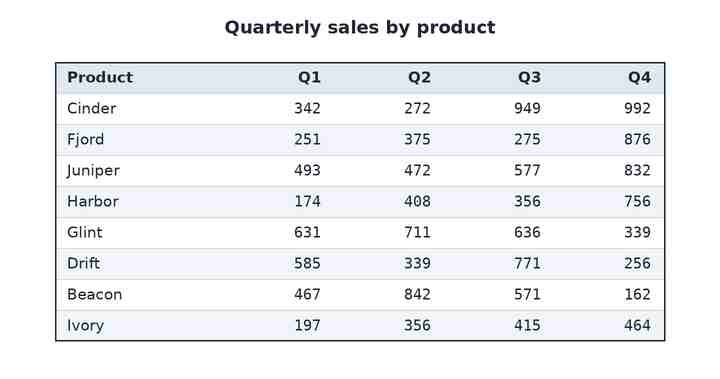 Quarterly sales by product
Product Q1 Q2 Q3 Q4
Cinder 342 272 949 992
Fjord 251 375 275 876
Juniper 493 472 577 832
Harbor 174 408 356 756
Glint 631 711 636 339
Drift 585 339 771 256
Beacon 467 842 571 162
Ivory 197 356 415 464